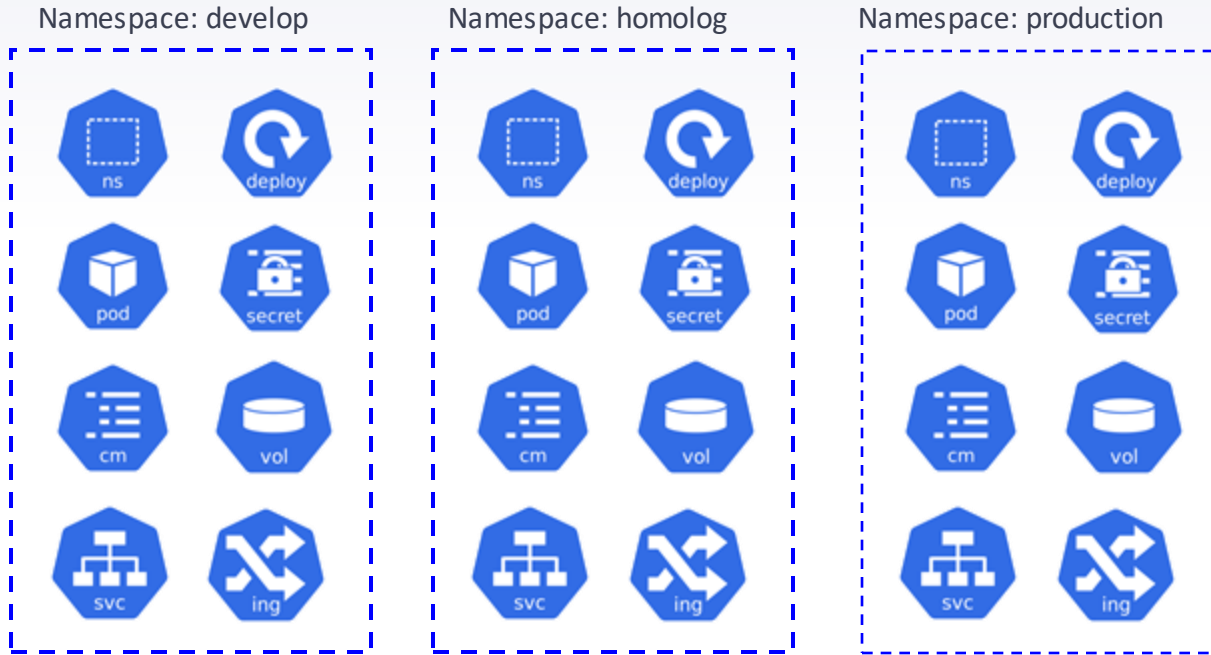 Namespace: develop
Namespace: homolog
Namespace: production
ns
deploy
ns
deploy
ns
deploy
pod
secret
pod
secret
pod
secret
cm
vol
cm
vol
cm
vol
svc
ing
svc
ing
svc
ing